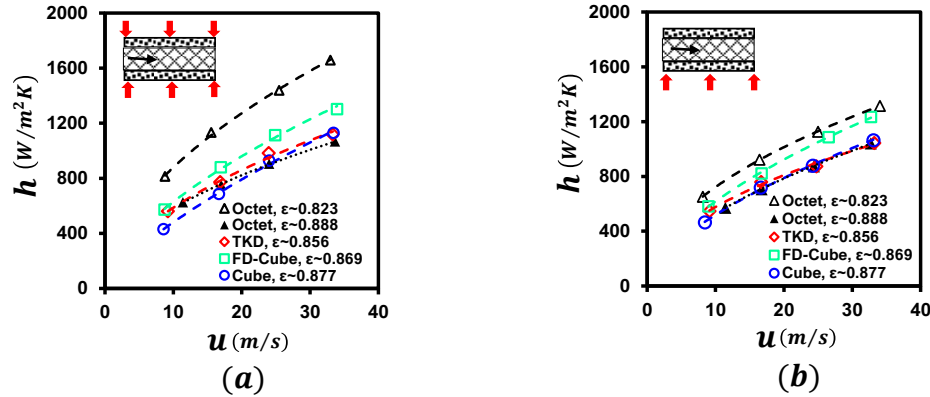 2000
1600
1200
800
400
0
h (W/m²K)
Octet, ε~0.823
Octet, ε~0.888
TKD, ε~0.856
FD-Cube, ε~0.869
Cube, ε~0.877
0 10 20 30 40
u (m/s)
(a)
2000
1600
1200
800
400
0
h (W/m²K)
Octet, ε~0.823
Octet, ε~0.888
TKD, ε~0.856
FD-Cube, ε~0.869
Cube, ε~0.877
0 10 20 30 40
u (m/s)
(b)